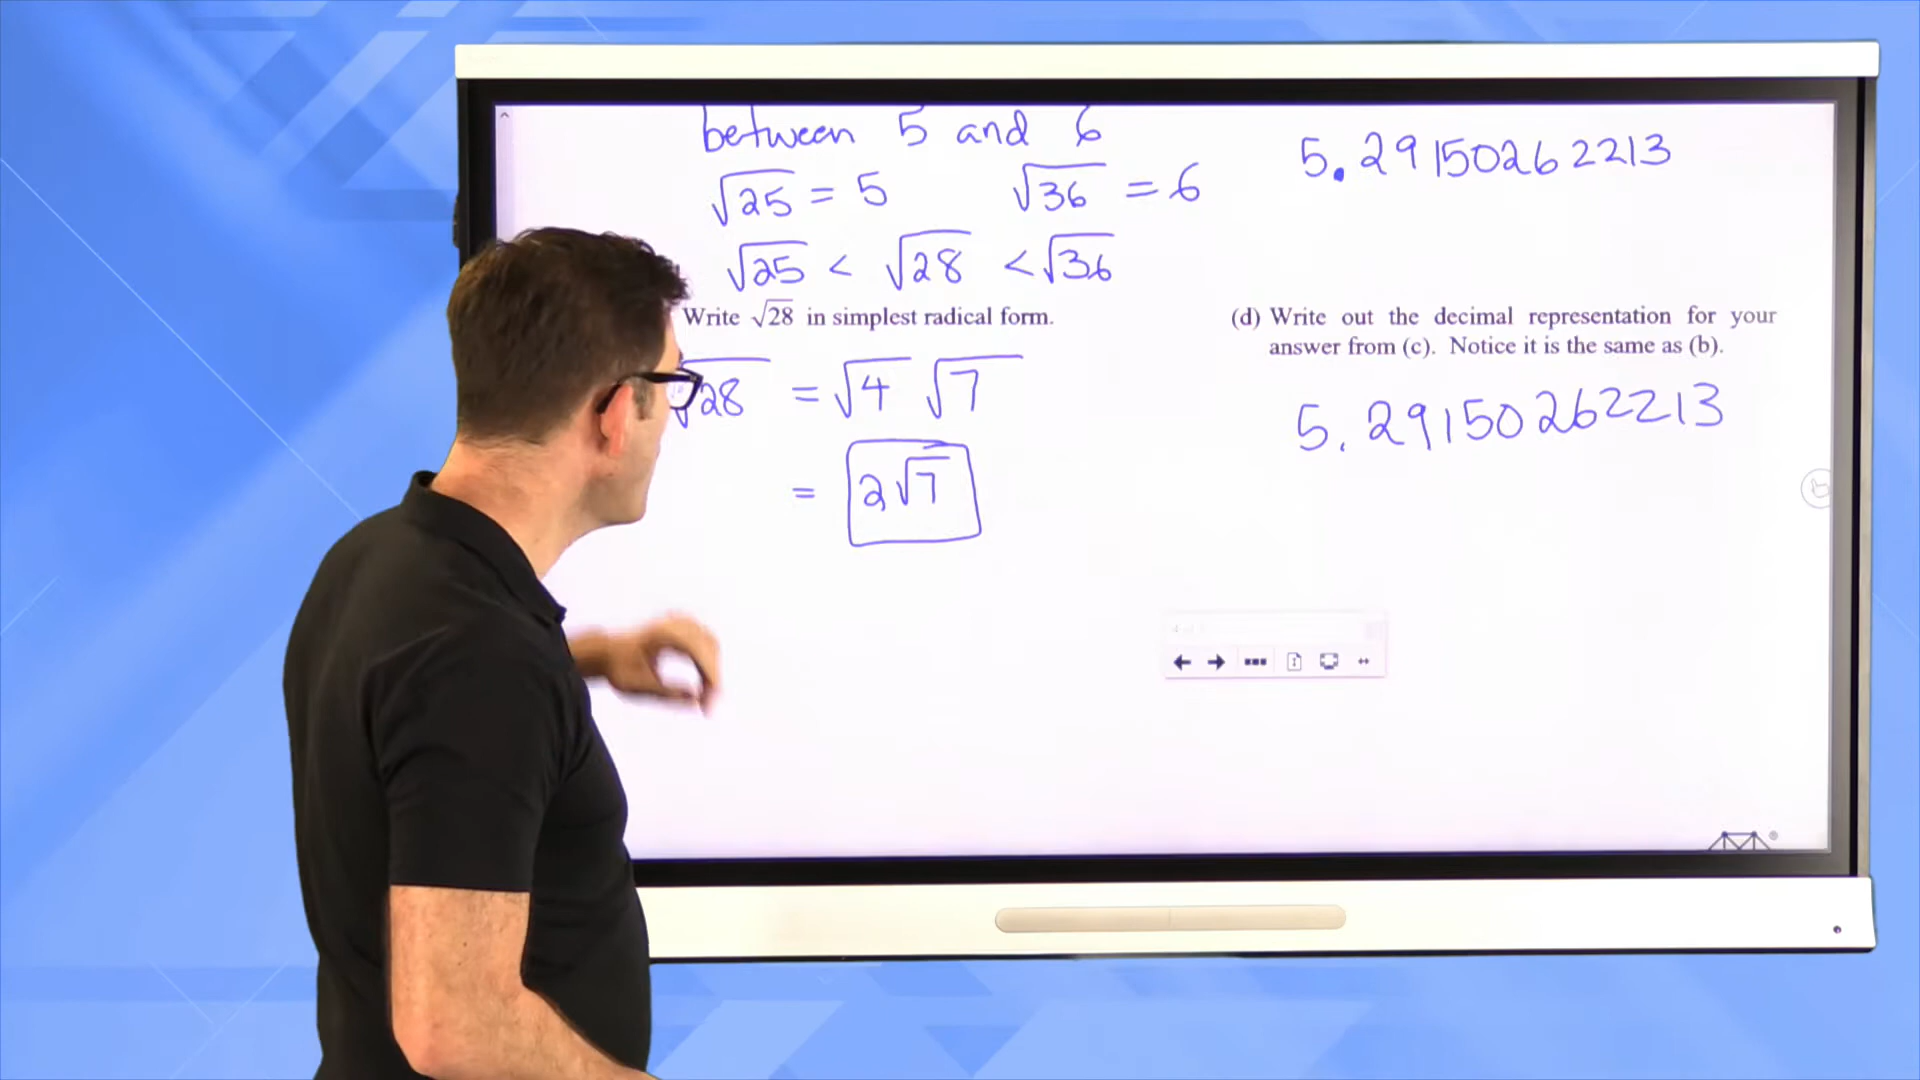 between 5 and 6
√25 = 5 √36 = 6
√25 < √28 < √36
5.29150262213
Write √28 in simplest radical form.
√28 = √4 √7
= 2√7
(d) Write out the decimal representation for your
answer from (c). Notice it is the same as (b).
5.29150262213
®